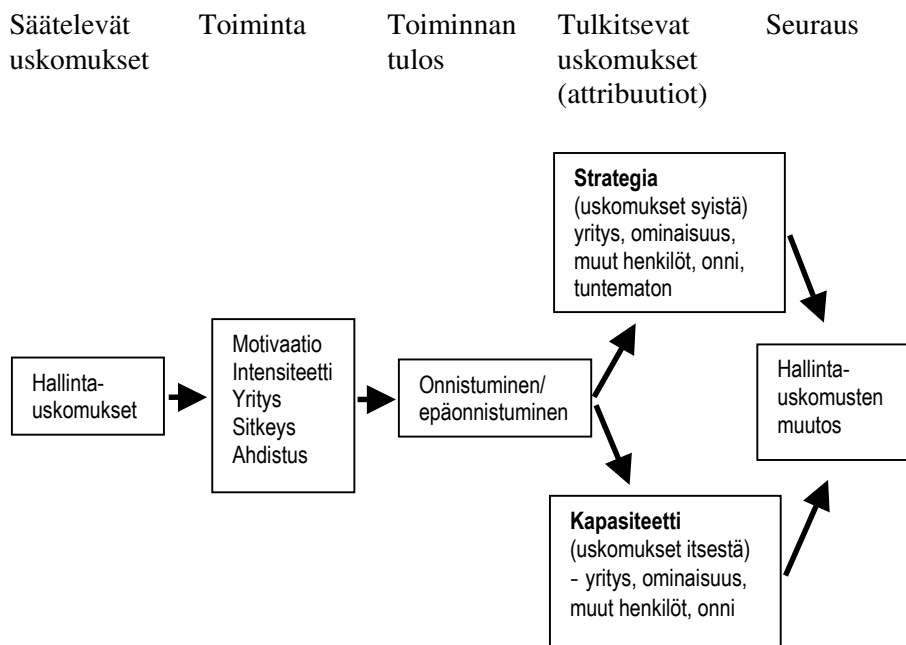 Säätelevät
uskomukset
Toiminta
Toiminnan
tulos
Tulkitsevat
uskomukset
(attribuutiot)
Seuraus
Strategia
(uskomukset syistä)
yritys, ominaisuus,
muut henkilöt, onni,
tuntematon
Hallinta-
uskomukset
Motivaatio
Intensiteetti
Yritys
Sitkeys
Ahdistus
Onnistuminen/
epäonnistuminen
Hallinta-
uskomusten
muutos
Kapasiteetti
(uskomukset itsestä)
- yritys, ominaisuus,
muut henkilöt, onni